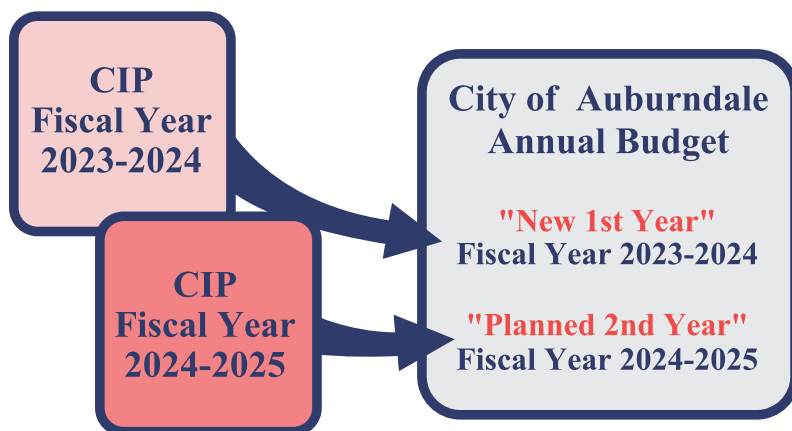 CIP
Fiscal Year
2023-2024
CIP
Fiscal Year
2024-2025
City of Auburndale
Annual Budget
"New 1st Year"
Fiscal Year 2023-2024
"Planned 2nd Year"
Fiscal Year 2024-2025